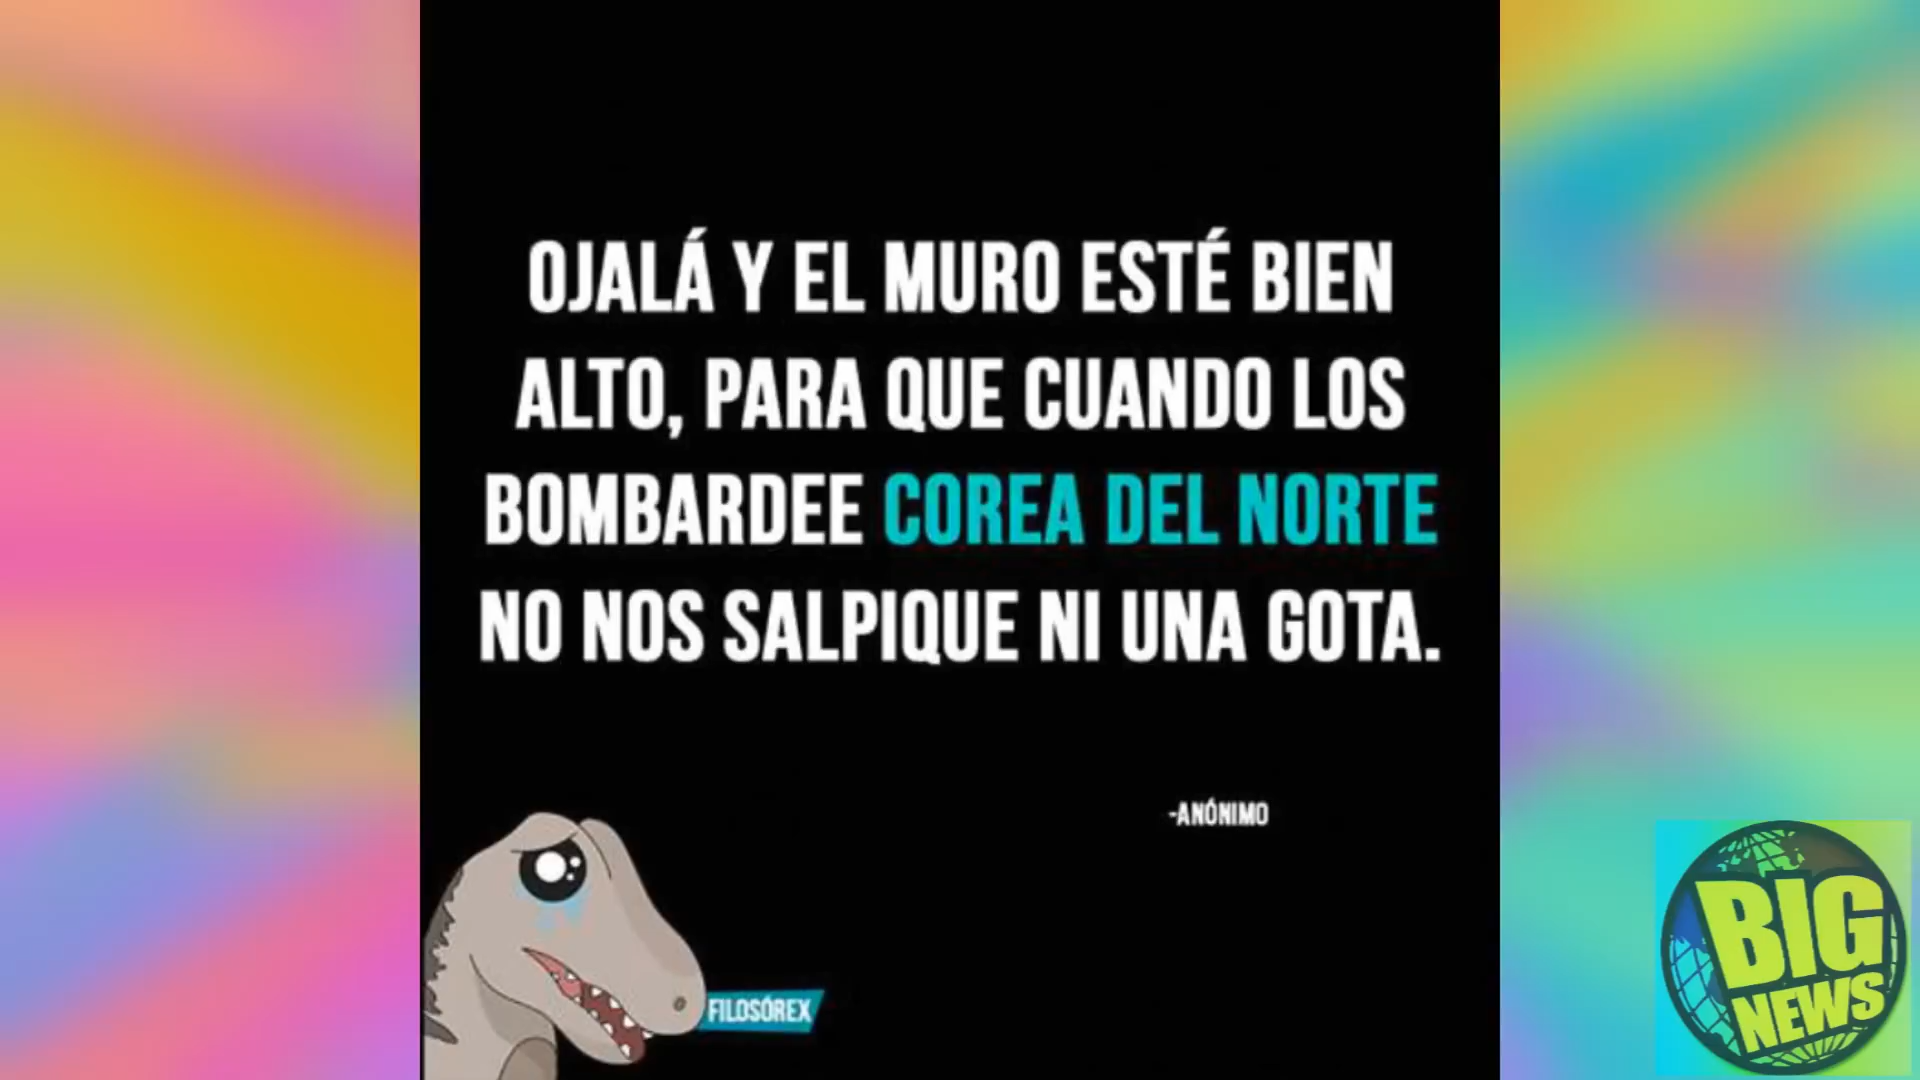 OJALÁ Y EL MURO ESTÉ BIEN
ALTO, PARA QUE CUANDO LOS
BOMBARDEE COREA DEL NORTE
NO NOS SALPIQUE NI UNA GOTA.
-ANÓNIMO
FILOSÓREX
BIG
NEWS